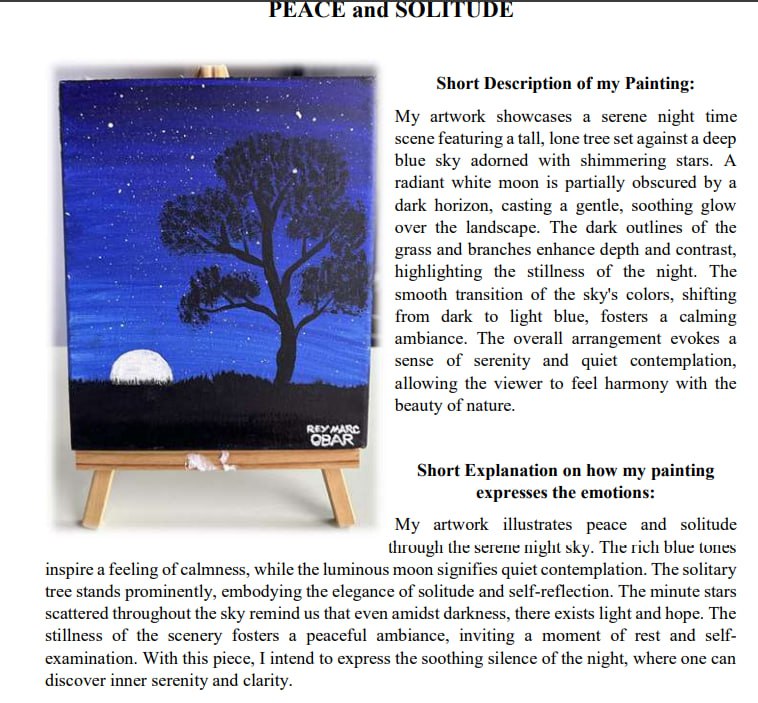 PEACE and SOLITUDE
Short Description of my Painting:
My artwork showcases a serene night time
scene featuring a tall, lone tree set against a deep
blue sky adorned with shimmering stars. A
radiant white moon is partially obscured by a
dark horizon, casting a gentle, soothing glow
over the landscape. The dark outlines of the
grass and branches enhance depth and contrast,
highlighting the stillness of the night. The
smooth transition of the sky's colors, shifting
from dark to light blue, fosters a calming
ambiance. The overall arrangement evokes a
sense of serenity and quiet contemplation,
allowing the viewer to feel harmony with the
beauty of nature.
REY MARC
OBAR
Short Explanation on how my painting
expresses the emotions:
My artwork illustrates peace and solitude
through the serene night sky. The rich blue tones
inspire a feeling of calmness, while the luminous moon signifies quiet contemplation. The solitary
tree stands prominently, embodying the elegance of solitude and self-reflection. The minute stars
scattered throughout the sky remind us that even amidst darkness, there exists light and hope. The
stillness of the scenery fosters a peaceful ambiance, inviting a moment of rest and self-
examination. With this piece, I intend to express the soothing silence of the night, where one can
discover inner serenity and clarity.